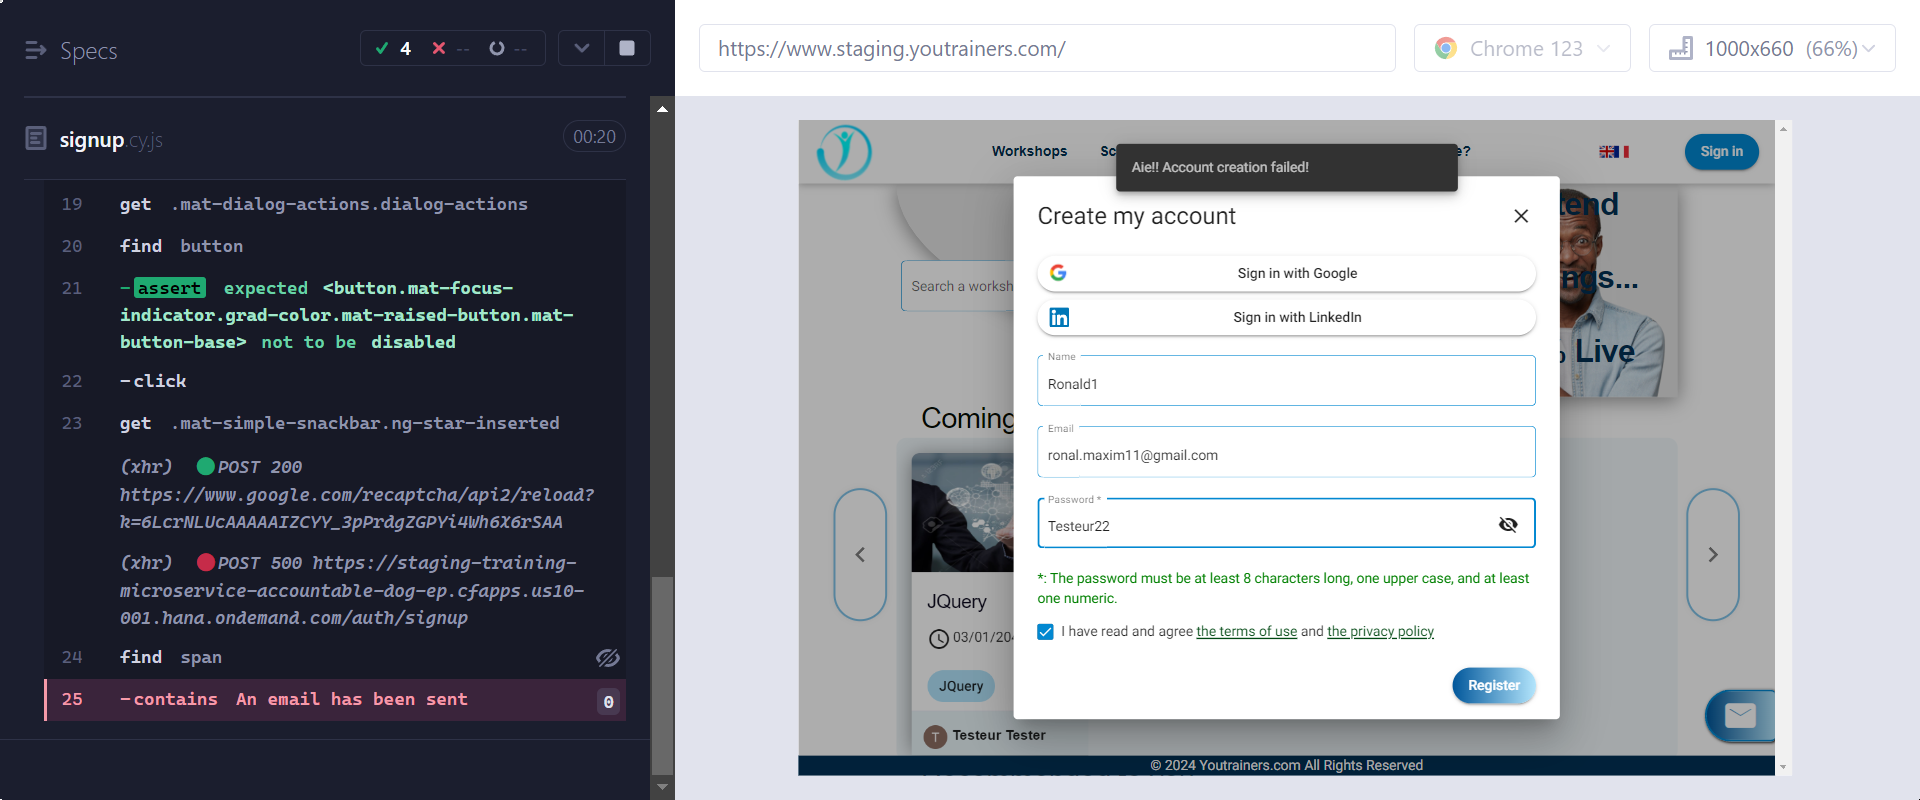 Specs
4 -- --
signup.cy.js
00:20
19 get .mat-dialog-actions.dialog-actions
20 find button
21 -assert expected <button.mat-focus-
indicator.grad-color.mat-raised-button.mat-
button-base> not to be disabled
22 -click
23 get .mat-simple-snackbar.ng-star-inserted
(xhr) POST 200
https://www.google.com/recaptcha/api2/reload?
k=6LcrNLUcAAAAAIZCYY_3pPrdgZGPYi4Wh6X6rSAA
(xhr) POST 500 https://staging-training-
microservice-accountable-dog-ep.cfapps.us10-
001.hana.ondemand.com/auth/signup
24 find span
25 -contains An email has been sent 0
https://www.staging.youtrainers.com/
Chrome 123
1000x660 (66%)
Workshops
Sc
e?
Sign in
Aie!! Account creation failed!
Create my account
Sign in with Google
Sign in with LinkedIn
Name
Ronald1
Email
ronal.maxim11@gmail.com
Password *
Testeur22
*: The password must be at least 8 characters long, one upper case, and at least
one numeric.
I have read and agree the terms of use and the privacy policy
Register
Search a worksh
tend
ngs...
Live
Coming
JQuery
03/01/204
JQuery
T Testeur Tester
© 2024 Youtrainers.com All Rights Reserved